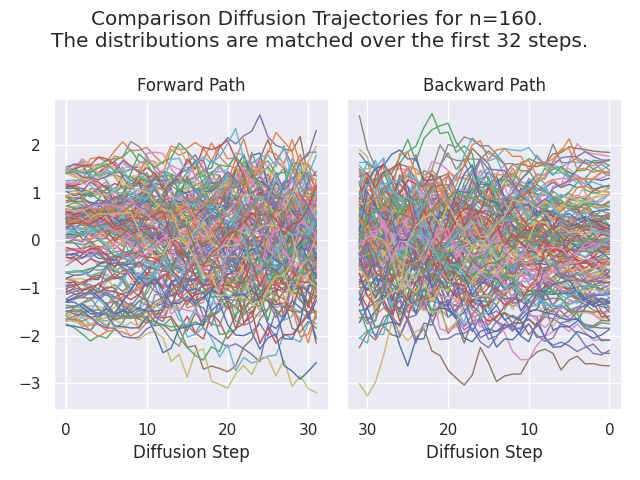 Comparison Diffusion Trajectories for n=160.
The distributions are matched over the first 32 steps.
Forward Path
Backward Path
2
1
0
−1
−2
−3
0
10
20
30
30
20
10
0
Diffusion Step
Diffusion Step